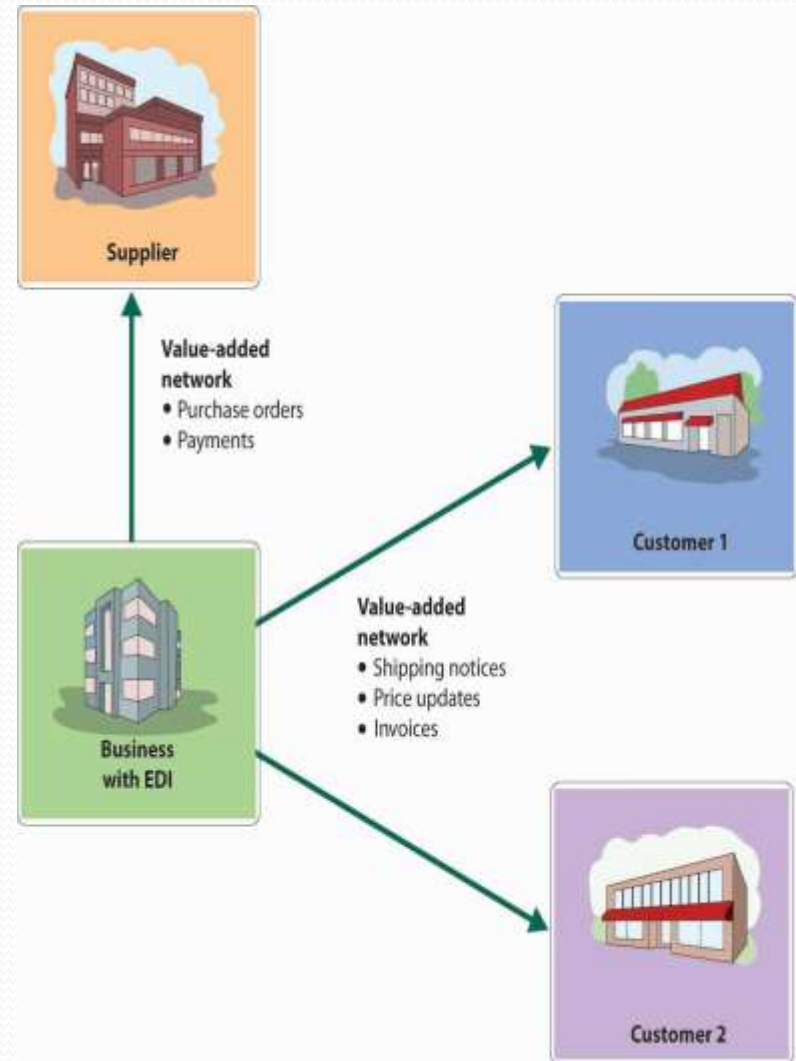 Supplier
Value-added
network
• Purchase orders
• Payments
Customer 1
Business
with EDI
Value-added
network
• Shipping notices
• Price updates
• Invoices
Customer 2